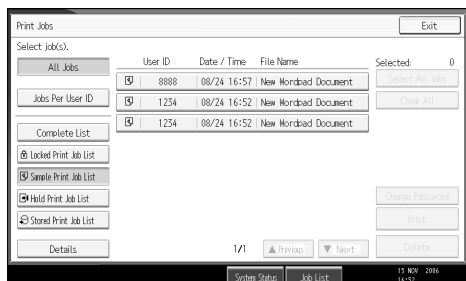 Print Jobs
Exit
Select job(s).
All Jobs
User ID Date / Time File Name
Selected: 0
8888 08/24 16:57 New Wordpad Document
Select All Jobs
Jobs Per User ID
1234 08/24 16:52 New Wordpad Document
Clear All
1234 08/24 16:52 New Wordpad Document
Complete List
Locked Print Job List
Sample Print Job List
Hold Print Job List
Change Password
Stored Print Job List
Print
Details
1/1
▲ Previous
▼ Next
Delete
System Status
Job List
15 NOV 2006
16:52